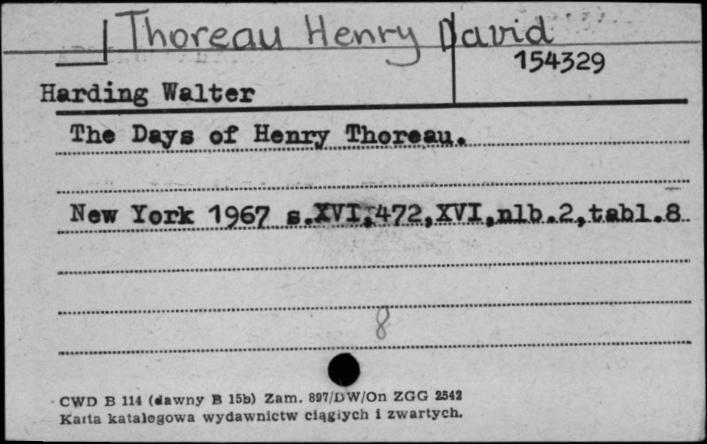 Thoreau Henry David
154329
Harding Walter
The Days of Henry Thoreau.
New York 1967 s.XVI,472,XVI,nlb.2,tabl.8
8
CWD B 114 (dawny B 15b) Zam. 897/DW/On ZGG 2542
Karta katalogowa wydawnictw ciągłych i zwartych.